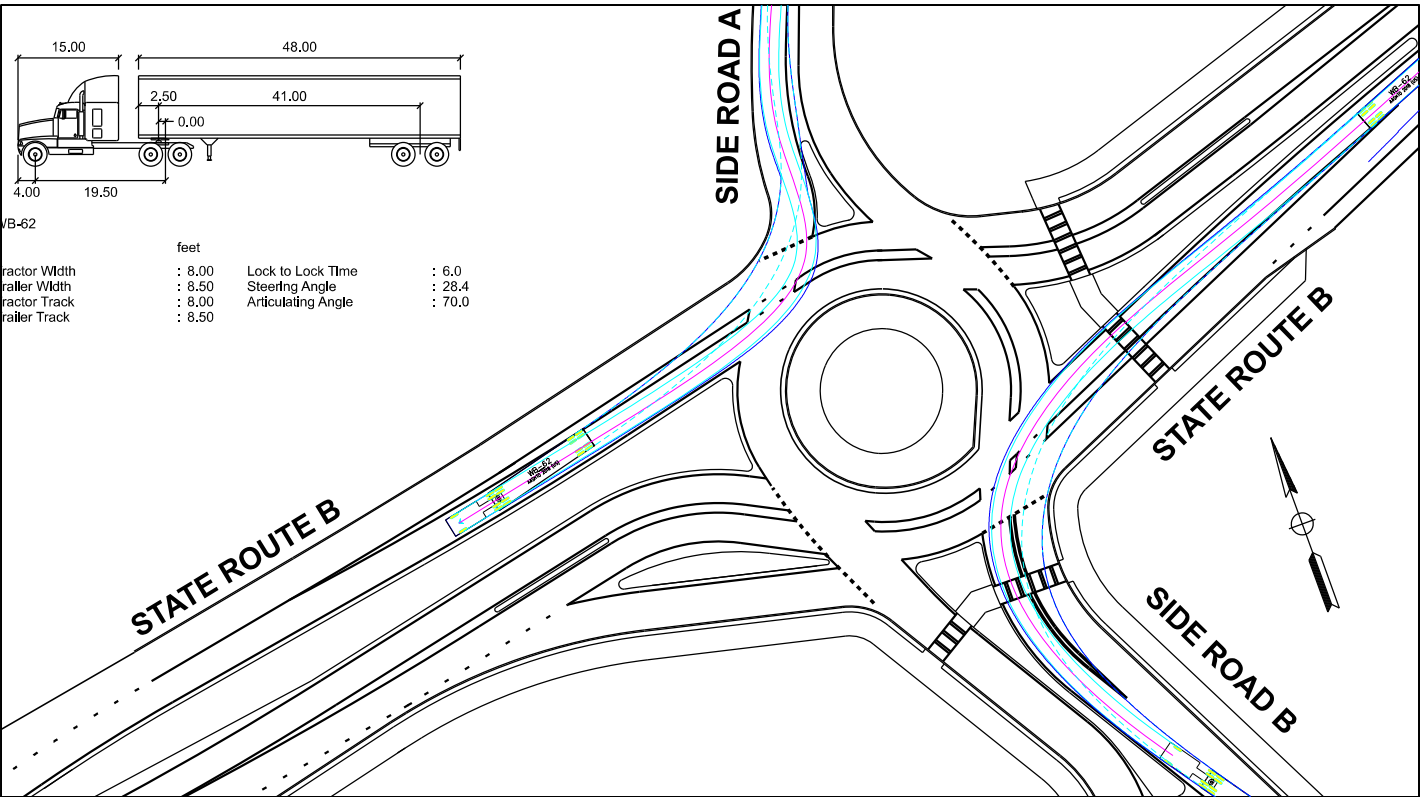 15.00
48.00
2.50
41.00
0.00
4.00
19.50
WB-62
feet
ractor Width : 8.00 Lock to Lock Time : 6.0
railer Width : 8.50 Steering Angle : 28.4
ractor Track : 8.00 Articulating Angle : 70.0
railer Track : 8.50
SIDE ROAD A
WB-62
STATE ROUTE B
WB-62
STATE ROUTE B
SIDE ROAD B